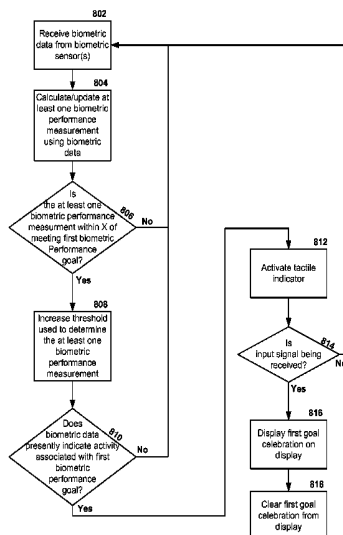 802
Receive biometric
data from biometric
sensor(s)
804
Calculate/update at
least one biometric
performance
measurement
using biometric
data
806
Is
the at least one
biometric performance
measurment within X of
meeting first biometric
Performance
goal?
No
Yes
808
Increase threshold
used to determine
the at least one
biometric
performance
measurement
810
Does
biometric data
presently indicate activity
associated with first
biometric
performance
goal?
No
Yes
812
Activate tactile
indicator
814
Is
input signal being
received?
No
Yes
816
Display first goal
celebration on
display
818
Clear first goal
celebration from
display